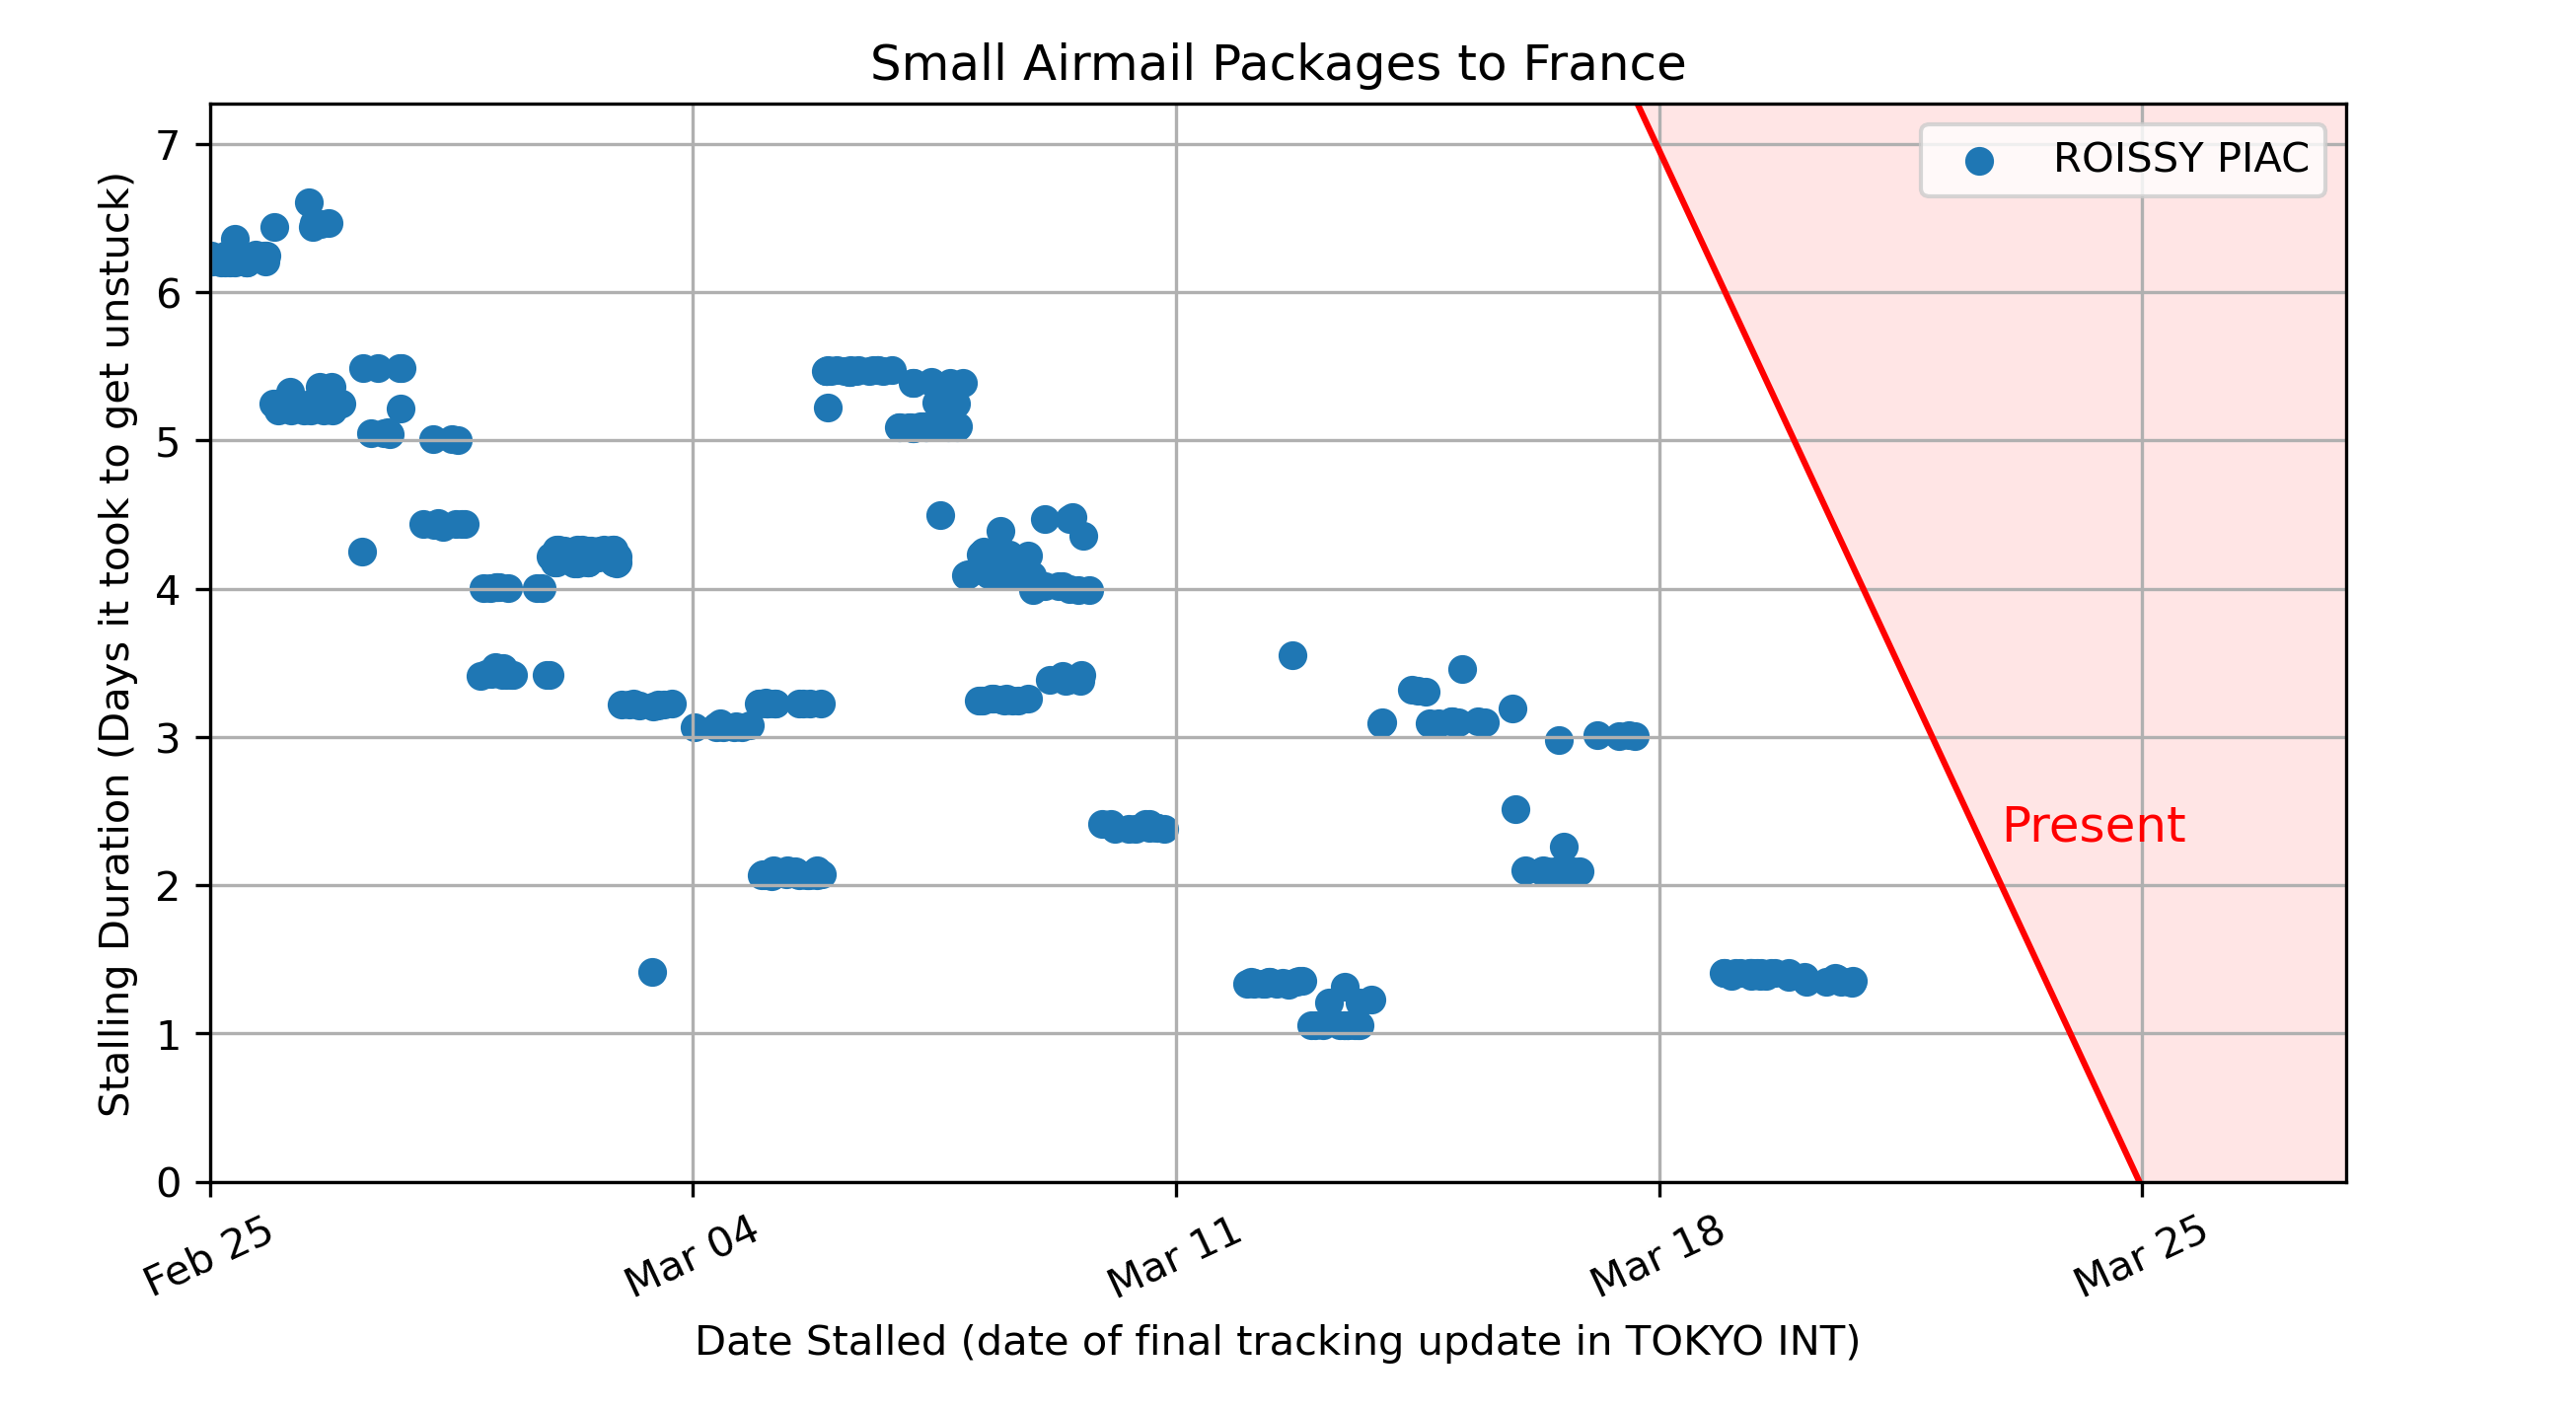 Small Airmail Packages to France
Stalling Duration (Days it took to get unstuck)
7
6
5
4
3
2
1
0
ROISSY PIAC
Present
Feb 25
Mar 04
Mar 11
Mar 18
Mar 25
Date Stalled (date of final tracking update in TOKYO INT)